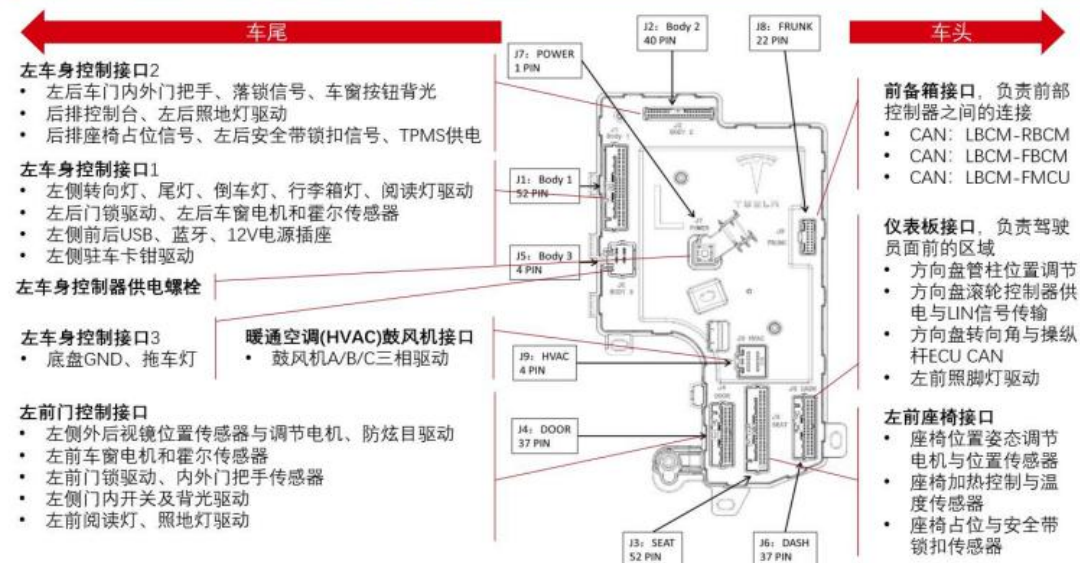 车尾
车头
J2: Body 2
40 PIN
J8: FRUNK
22 PIN
J7: POWER
1 PIN
左车身控制接口2
• 左后车门内外门把手、落锁信号、车窗按钮背光
• 后排控制台、左后照地灯驱动
• 后排座椅占位信号、左后安全带锁扣信号、TPMS供电
左车身控制接口1
• 左侧转向灯、尾灯、倒车灯、行李箱灯、阅读灯驱动
• 左后门锁驱动、左后车窗电机和霍尔传感器
• 左侧前后USB、蓝牙、12V电源插座
• 左侧驻车卡钳驱动
左车身控制器供电螺栓
左车身控制接口3
• 底盘GND、拖车灯
暖通空调(HVAC)鼓风机接口
• 鼓风机A/B/C三相驱动
左前门控制接口
• 左侧外后视镜位置传感器与调节电机、防炫目驱动
• 左前车窗电机和霍尔传感器
• 左前门锁驱动、内外门把手传感器
• 左侧门内开关及背光驱动
• 左前阅读灯、照地灯驱动
J1: Body 1
52 PIN
J5: Body 3
4 PIN
J9: HVAC
4 PIN
J4: DOOR
37 PIN
J3: SEAT
52 PIN
J6: DASH
37 PIN
J1
BODY 1
J2
BODY 2
J7
POWER
J8
FRUNK
J5
BODY 3
J9 HVAC
J4
DOOR
J3
SEAT
J6 DASH
TESLA
前备箱接口，负责前部
控制器之间的连接
• CAN: LBCM-RBCM
• CAN: LBCM-FBCM
• CAN: LBCM-FMCU
仪表板接口，负责驾驶
员面前的区域
• 方向盘管柱位置调节
• 方向盘滚轮控制器供
电与LIN信号传输
• 方向盘转向角与操纵
杆ECU CAN
• 左前照脚灯驱动
左前座椅接口
• 座椅位置姿态调节
电机与位置传感器
• 座椅加热控制与温
度传感器
• 座椅占位与安全带
锁扣传感器